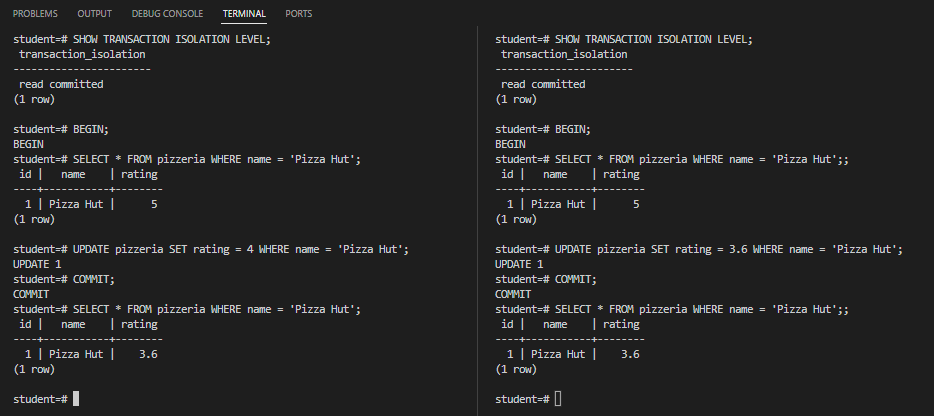 PROBLEMS OUTPUT DEBUG CONSOLE TERMINAL PORTS
student=# SHOW TRANSACTION ISOLATION LEVEL;
transaction_isolation
-----------------------
read committed
(1 row)
student=# BEGIN;
BEGIN
student=# SELECT * FROM pizzeria WHERE name = 'Pizza Hut';
id | name | rating
----+-----------+--------
1 | Pizza Hut | 5
(1 row)
student=# UPDATE pizzeria SET rating = 4 WHERE name = 'Pizza Hut';
UPDATE 1
student=# COMMIT;
COMMIT
student=# SELECT * FROM pizzeria WHERE name = 'Pizza Hut';
id | name | rating
----+-----------+--------
1 | Pizza Hut | 3.6
(1 row)
student=#
student=# SHOW TRANSACTION ISOLATION LEVEL;
transaction_isolation
-----------------------
read committed
(1 row)
student=# BEGIN;
BEGIN
student=# SELECT * FROM pizzeria WHERE name = 'Pizza Hut';;
id | name | rating
----+-----------+--------
1 | Pizza Hut | 5
(1 row)
student=# UPDATE pizzeria SET rating = 3.6 WHERE name = 'Pizza Hut';
UPDATE 1
student=# COMMIT;
COMMIT
student=# SELECT * FROM pizzeria WHERE name = 'Pizza Hut';;
id | name | rating
----+-----------+--------
1 | Pizza Hut | 3.6
(1 row)
student=#